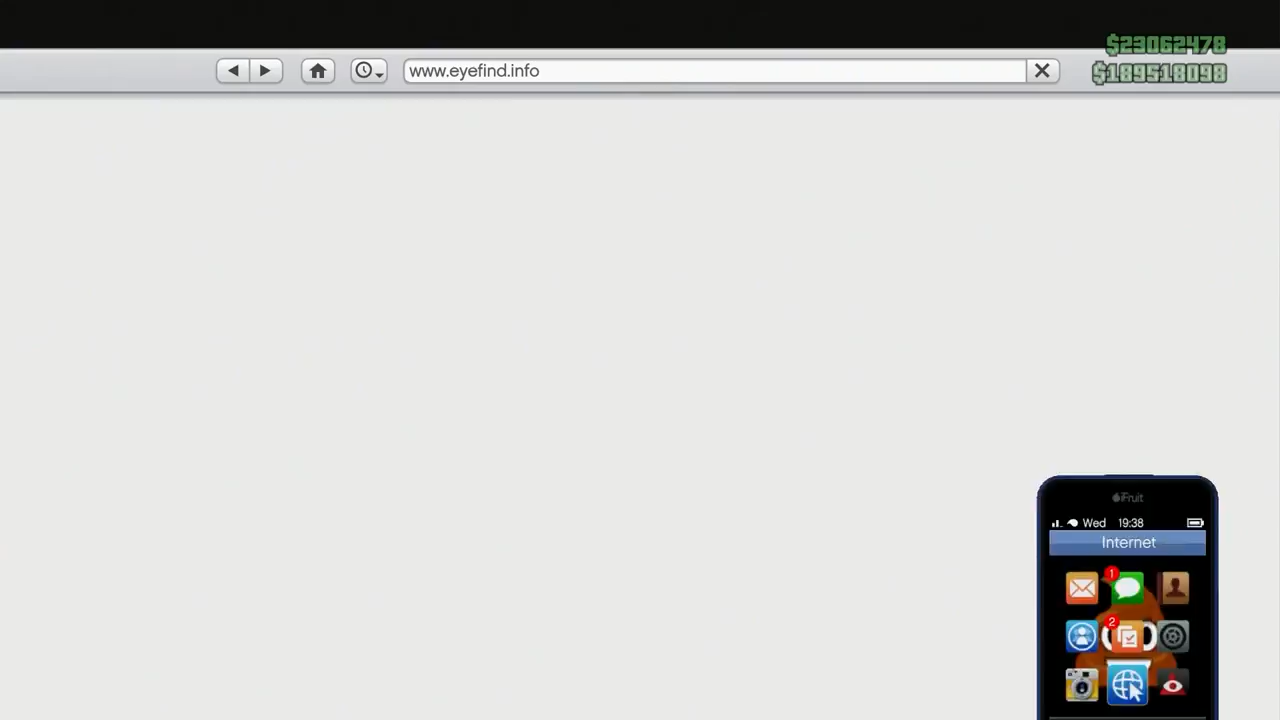 $23062478
www.eyefind.info
$189518098
iFruit
Wed 19:38
Internet
1
2